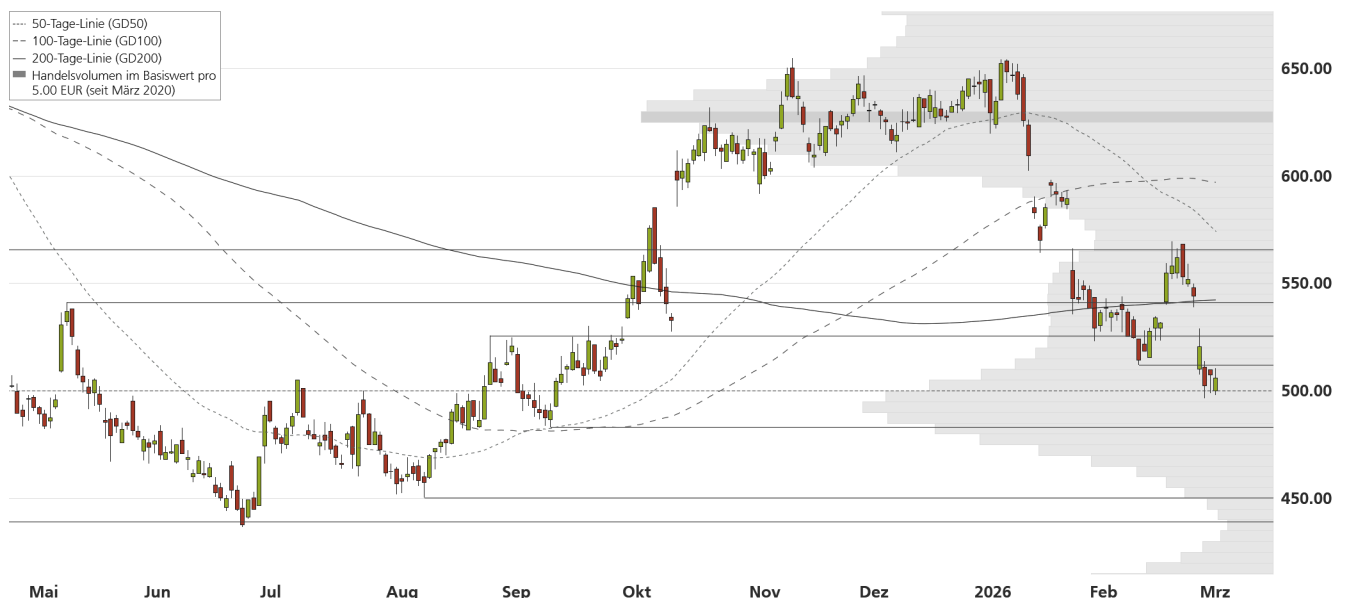 50-Tage-Linie (GD50)
100-Tage-Linie (GD100)
200-Tage-Linie (GD200)
Handelsvolumen im Basiswert pro
5.00 EUR (seit März 2020)
650.00
600.00
550.00
500.00
450.00
Mai Jun Jul Aug Sep Okt Nov Dez 2026 Feb Mrz